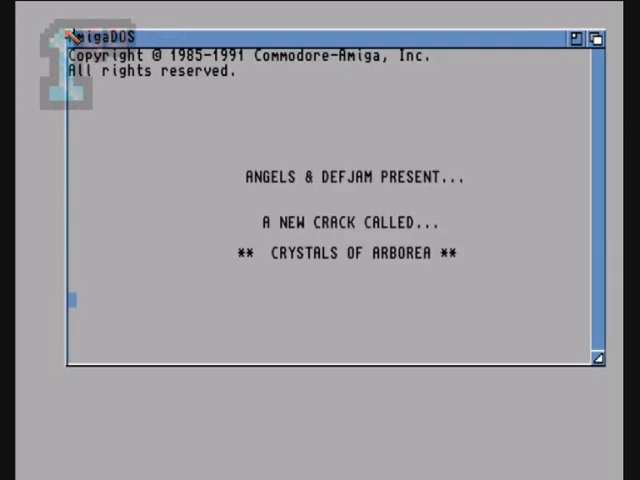 AmigaDOS
Copyright © 1985-1991 Commodore-Amiga, Inc.
All rights reserved.
ANGELS & DEFJAM PRESENT...
A NEW CRACK CALLED...
** CRYSTALS OF ARBOREA **